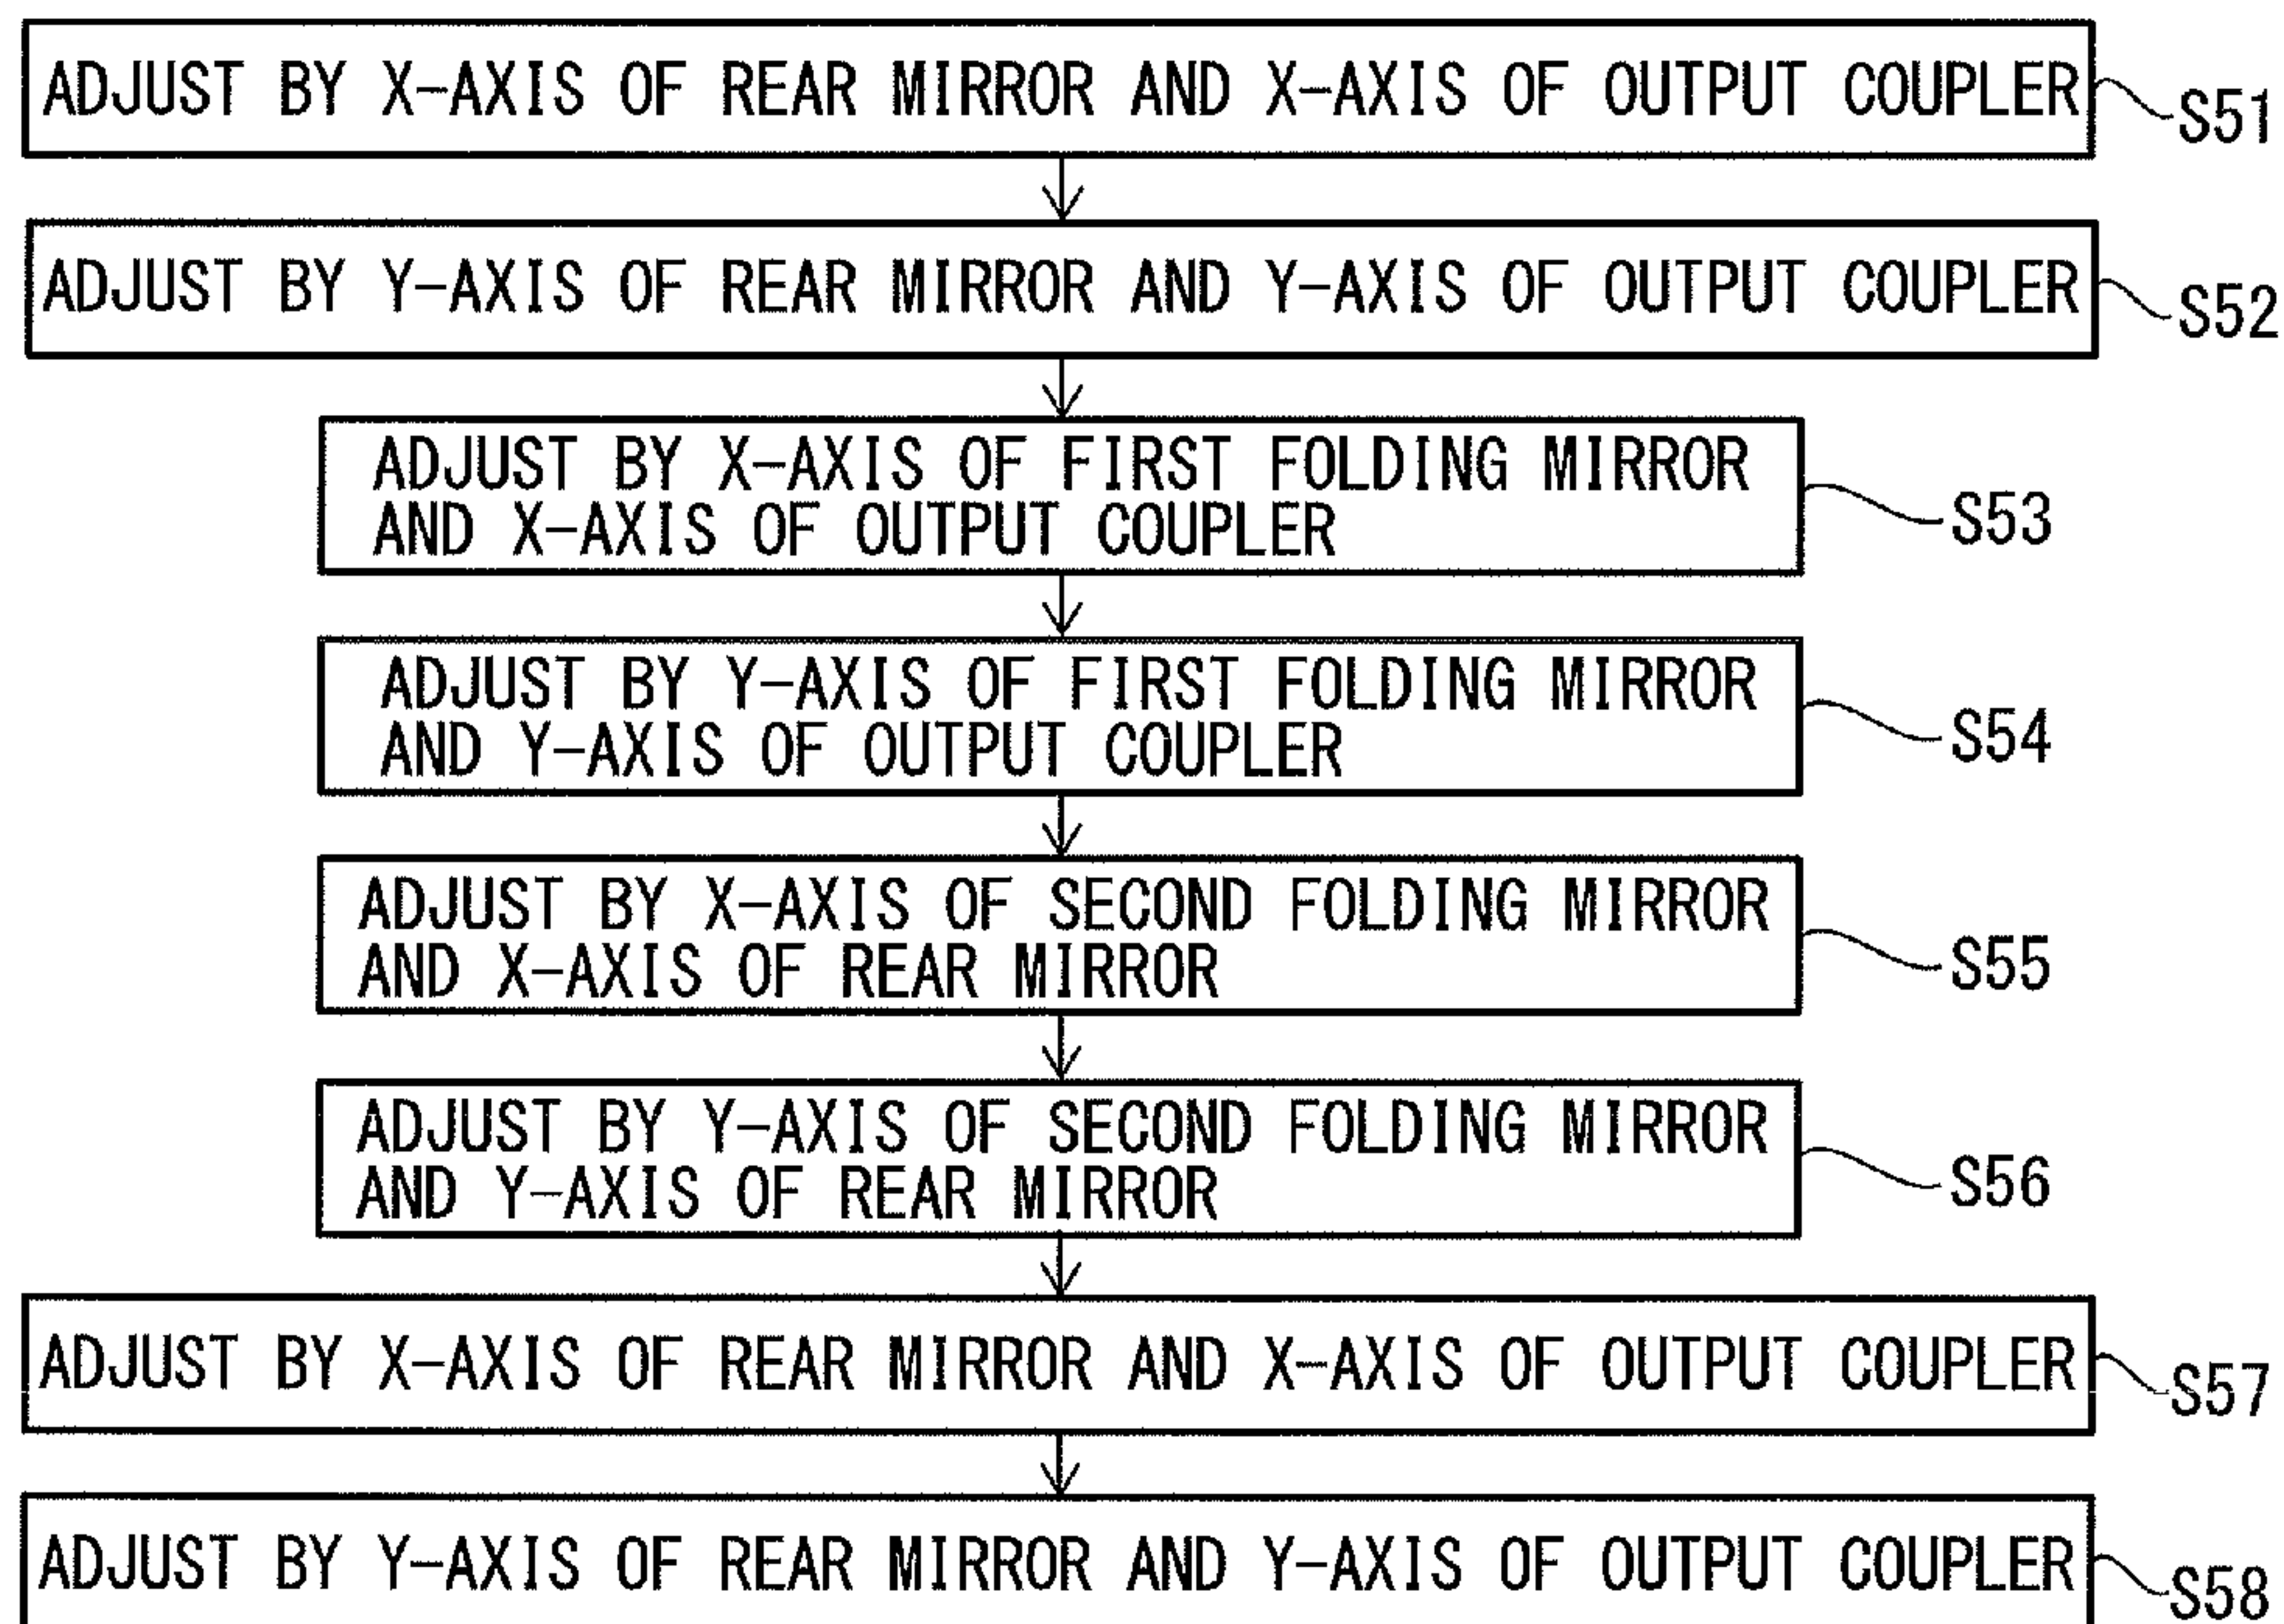 ADJUST BY X-AXIS OF REAR MIRROR AND X-AXIS OF OUTPUT COUPLER
S51
ADJUST BY Y-AXIS OF REAR MIRROR AND Y-AXIS OF OUTPUT COUPLER
S52
ADJUST BY X-AXIS OF FIRST FOLDING MIRROR
AND X-AXIS OF OUTPUT COUPLER
S53
ADJUST BY Y-AXIS OF FIRST FOLDING MIRROR
AND Y-AXIS OF OUTPUT COUPLER
S54
ADJUST BY X-AXIS OF SECOND FOLDING MIRROR
AND X-AXIS OF REAR MIRROR
S55
ADJUST BY Y-AXIS OF SECOND FOLDING MIRROR
AND Y-AXIS OF REAR MIRROR
S56
ADJUST BY X-AXIS OF REAR MIRROR AND X-AXIS OF OUTPUT COUPLER
S57
ADJUST BY Y-AXIS OF REAR MIRROR AND Y-AXIS OF OUTPUT COUPLER
S58